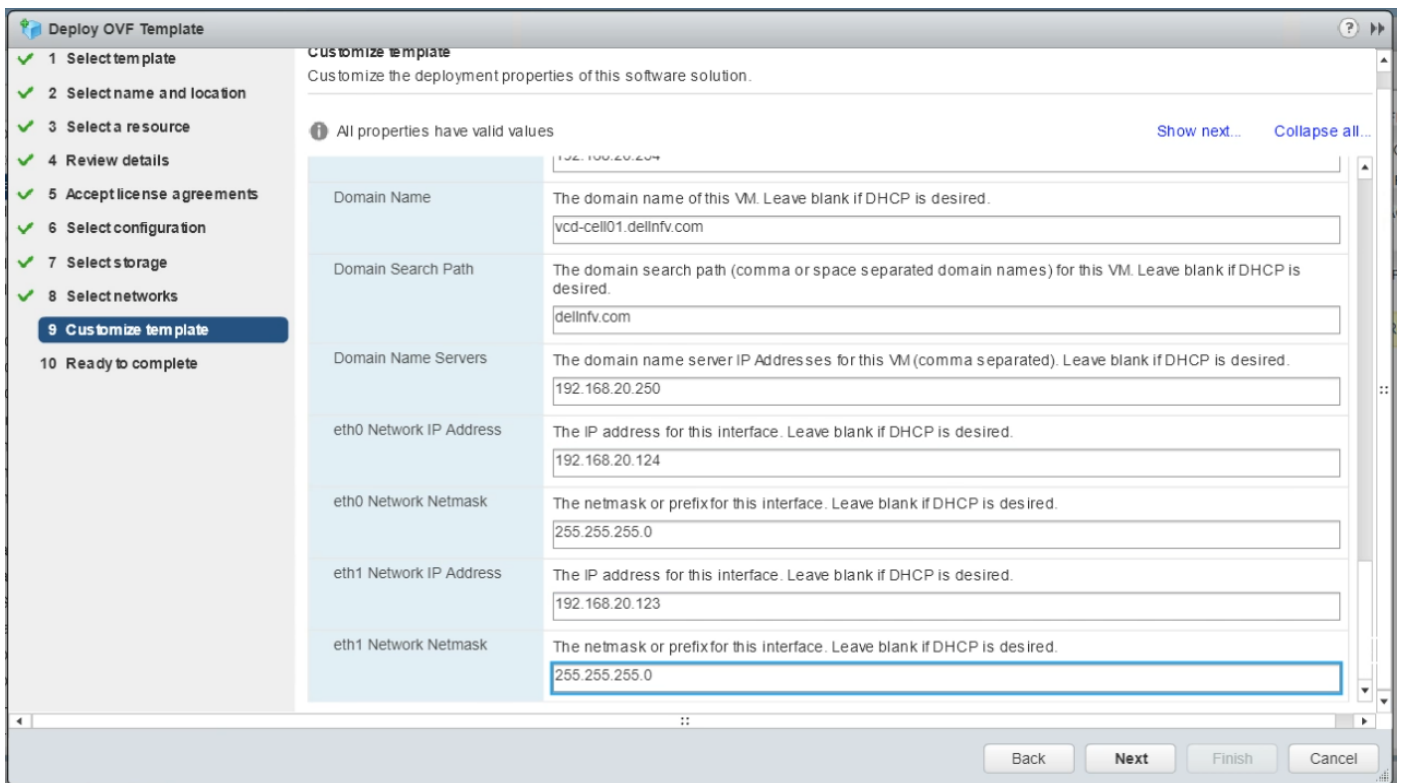 Deploy OVF Template
1 Select template
2 Select name and location
3 Select a resource
4 Review details
5 Accept license agreements
6 Select configuration
7 Select storage
8 Select networks
9 Customize template
10 Ready to complete
Customize template
Customize the deployment properties of this software solution.
All properties have valid values
Show next...
Collapse all...
192.168.20.254
Domain Name
The domain name of this VM. Leave blank if DHCP is desired.
vcd-cell01.dellnfv.com
Domain Search Path
The domain search path (comma or space separated domain names) for this VM. Leave blank if DHCP is
desired.
dellnfv.com
Domain Name Servers
The domain name server IP Addresses for this VM (comma separated). Leave blank if DHCP is desired.
192.168.20.250
eth0 Network IP Address
The IP address for this interface. Leave blank if DHCP is desired.
192.168.20.124
eth0 Network Netmask
The netmask or prefix for this interface. Leave blank if DHCP is desired.
255.255.255.0
eth1 Network IP Address
The IP address for this interface. Leave blank if DHCP is desired.
192.168.20.123
eth1 Network Netmask
The netmask or prefix for this interface. Leave blank if DHCP is desired.
255.255.255.0
Back
Next
Finish
Cancel